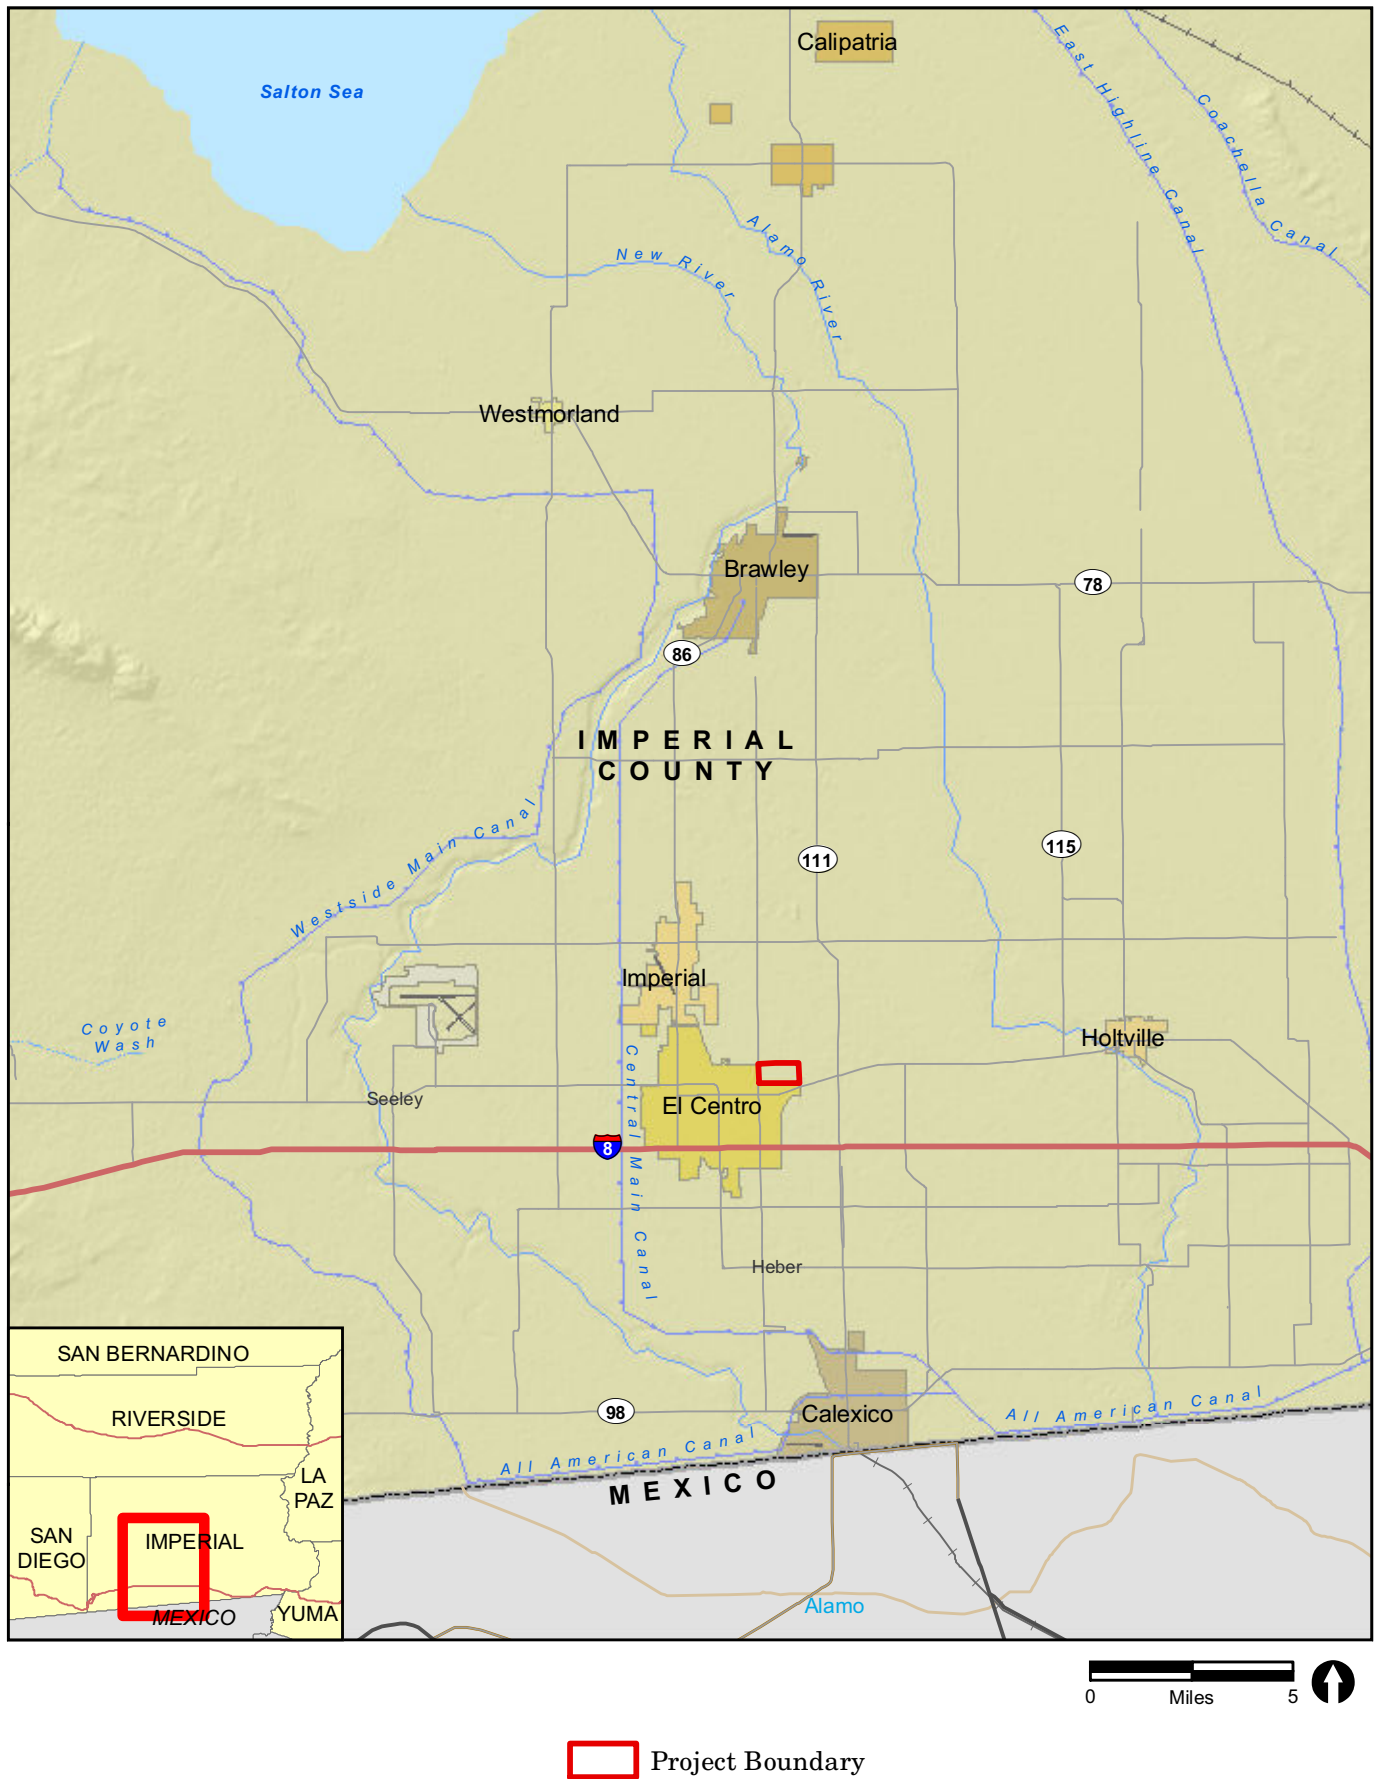 Calipatria
Salton Sea
East Highline Canal
Coachella Canal
Alamo River
New River
Westmorland
Brawley
78
86
IMPERIAL
COUNTY
Westside Main Canal
111
115
Imperial
Coyote
Wash
Holtville
Central Main Canal
Seeley
El Centro
8
Heber
98
Calexico
All American Canal
All American Canal
MEXICO
Alamo
SAN BERNARDINO
RIVERSIDE
LA
PAZ
SAN
DIEGO
IMPERIAL
MEXICO
YUMA
0 Miles 5
Project Boundary